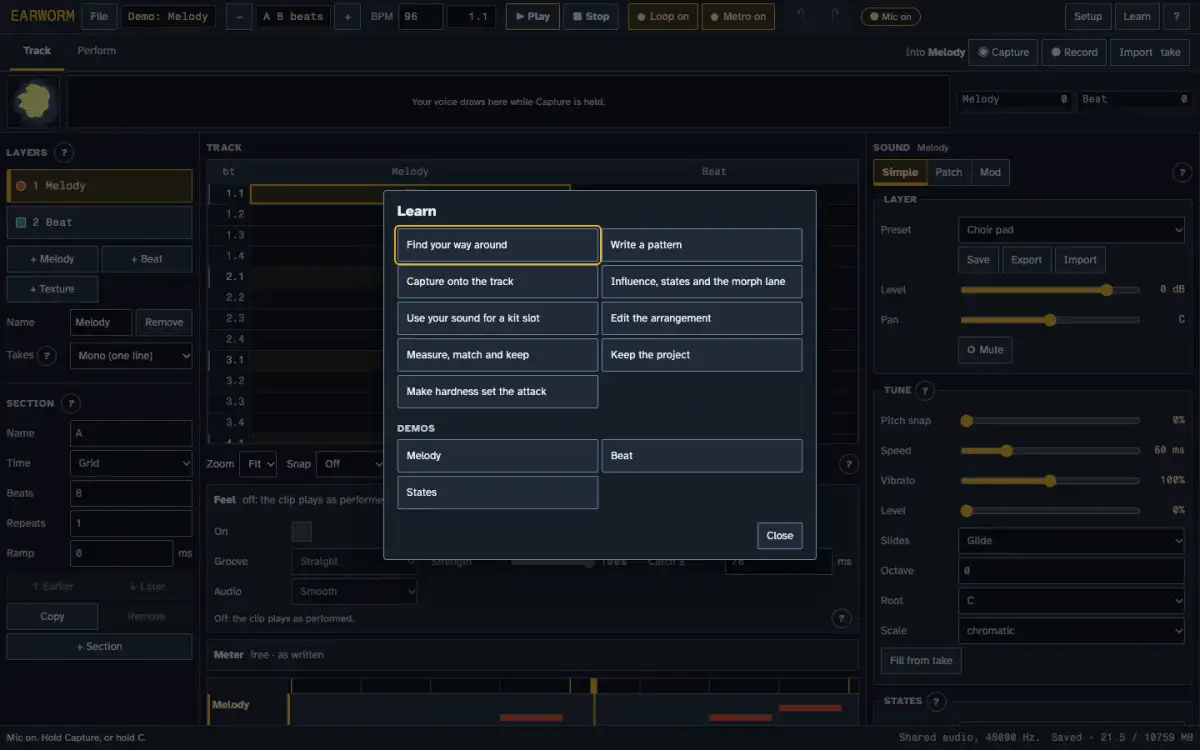 EARWORM File Demo: Melody − A 8 beats + BPM 96 1.1 Play Stop Loop on Metro on Mic on Setup Learn ?
Track Perform into Melody Capture Record Import take
Your voice draws here while Capture is held. Melody 0 Beat 0
LAYERS ?
1 Melody
2 Beat
+ Melody + Beat
+ Texture
Name Melody Remove
Takes ? Mono (one line)
SECTION ?
Name A
Time Grid
Beats 8
Repeats 1
Ramp 0 ms
↑ Earlier ↓ Later
Copy Remove
+ Section
TRACK
bt Melody Beat
1.1
1.2
1.3
1.4
2.1
2.2
2.3
2.4
3.1
3.2
3.3
3.4
4.1
Zoom Fit Snap Off ?
Feel off: the clip plays as performe
On
Groove Straight Strength 100% Catch ± 70 ms
Audio Smooth
Off: the clip plays as performed. ?
Meter free · as written
Melody
Learn
Find your way around Write a pattern
Capture onto the track Influence, states and the morph lane
Use your sound for a kit slot Edit the arrangement
Measure, match and keep Keep the project
Make hardness set the attack
DEMOS
Melody Beat
States
Close
SOUND Melody
Simple Patch Mod ?
LAYER
Preset Choir pad
Save Export Import
Level 0 dB
Pan C
Mute
TUNE ?
Pitch snap 0%
Speed 60 ms
Vibrato 100%
Level 0%
Slides Glide
Octave 0
Root C
Scale chromatic
Fill from take
STATES ?
Mic on. Hold Capture, or hold C. Shared audio, 48000 Hz. Saved · 21.5 / 10759 MB